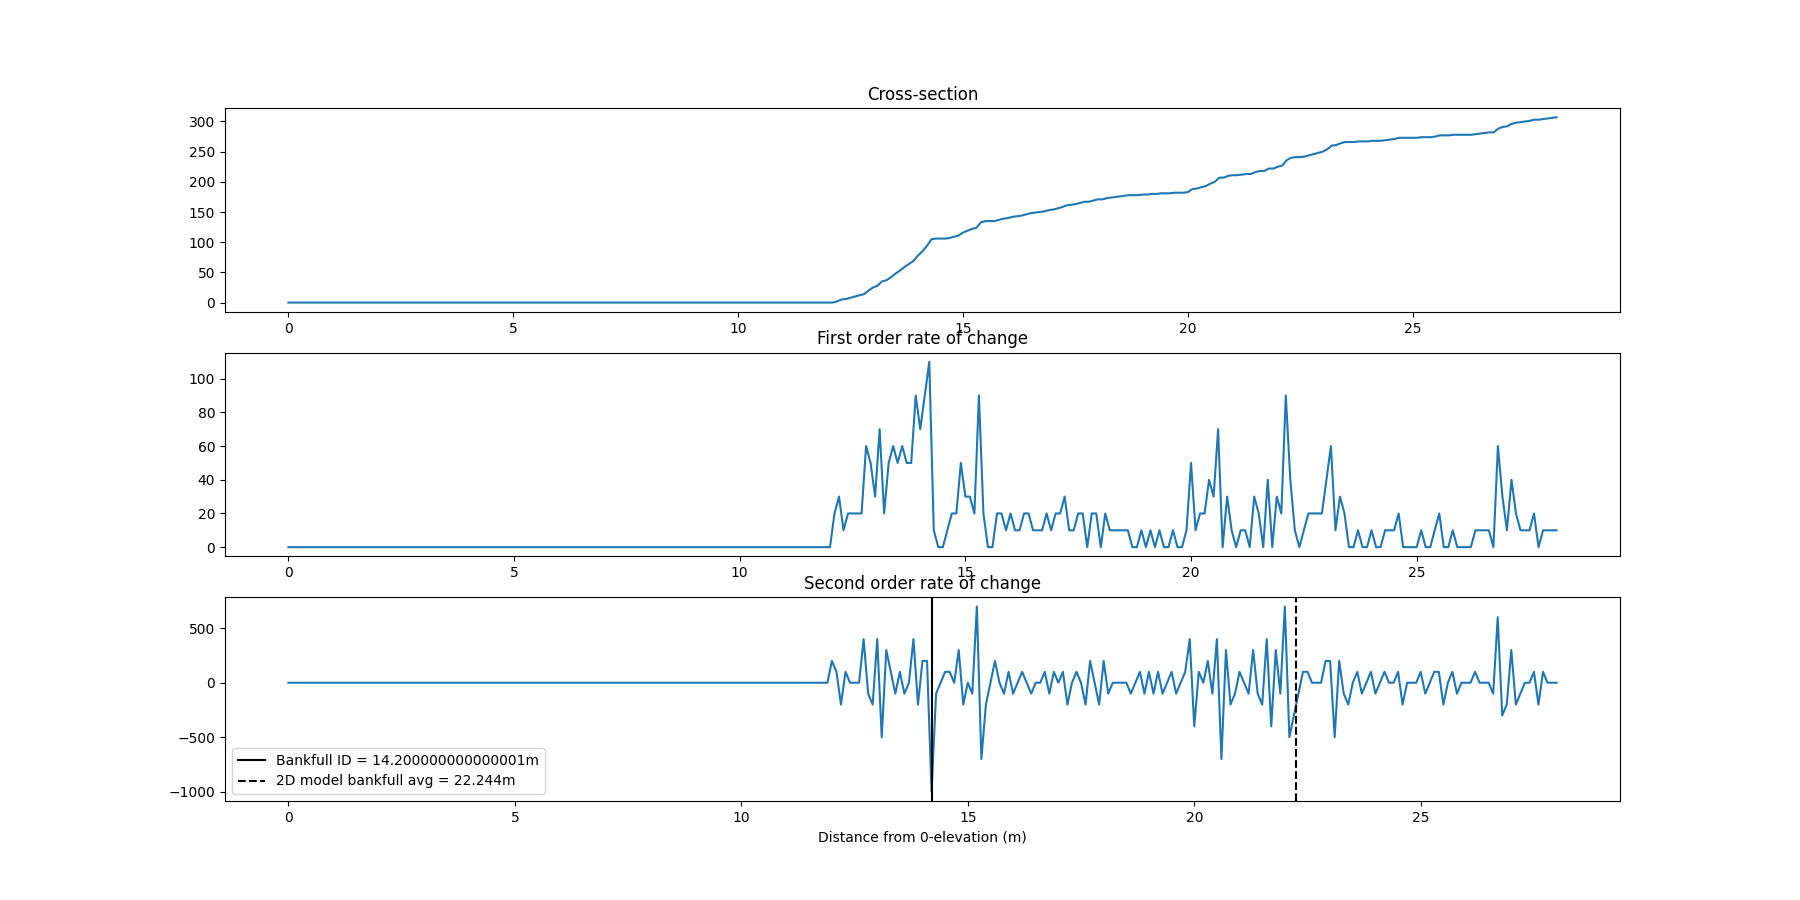 Cross-section
300
250
200
150
100
50
0
0 5 10 15 20 25
First order rate of change
100
80
60
40
20
0
0 5 10 15 20 25
Second order rate of change
500
0
−500
−1000
Bankfull ID = 14.200000000000001m
2D model bankfull avg = 22.244m
0 5 10 15 20 25
Distance from 0-elevation (m)